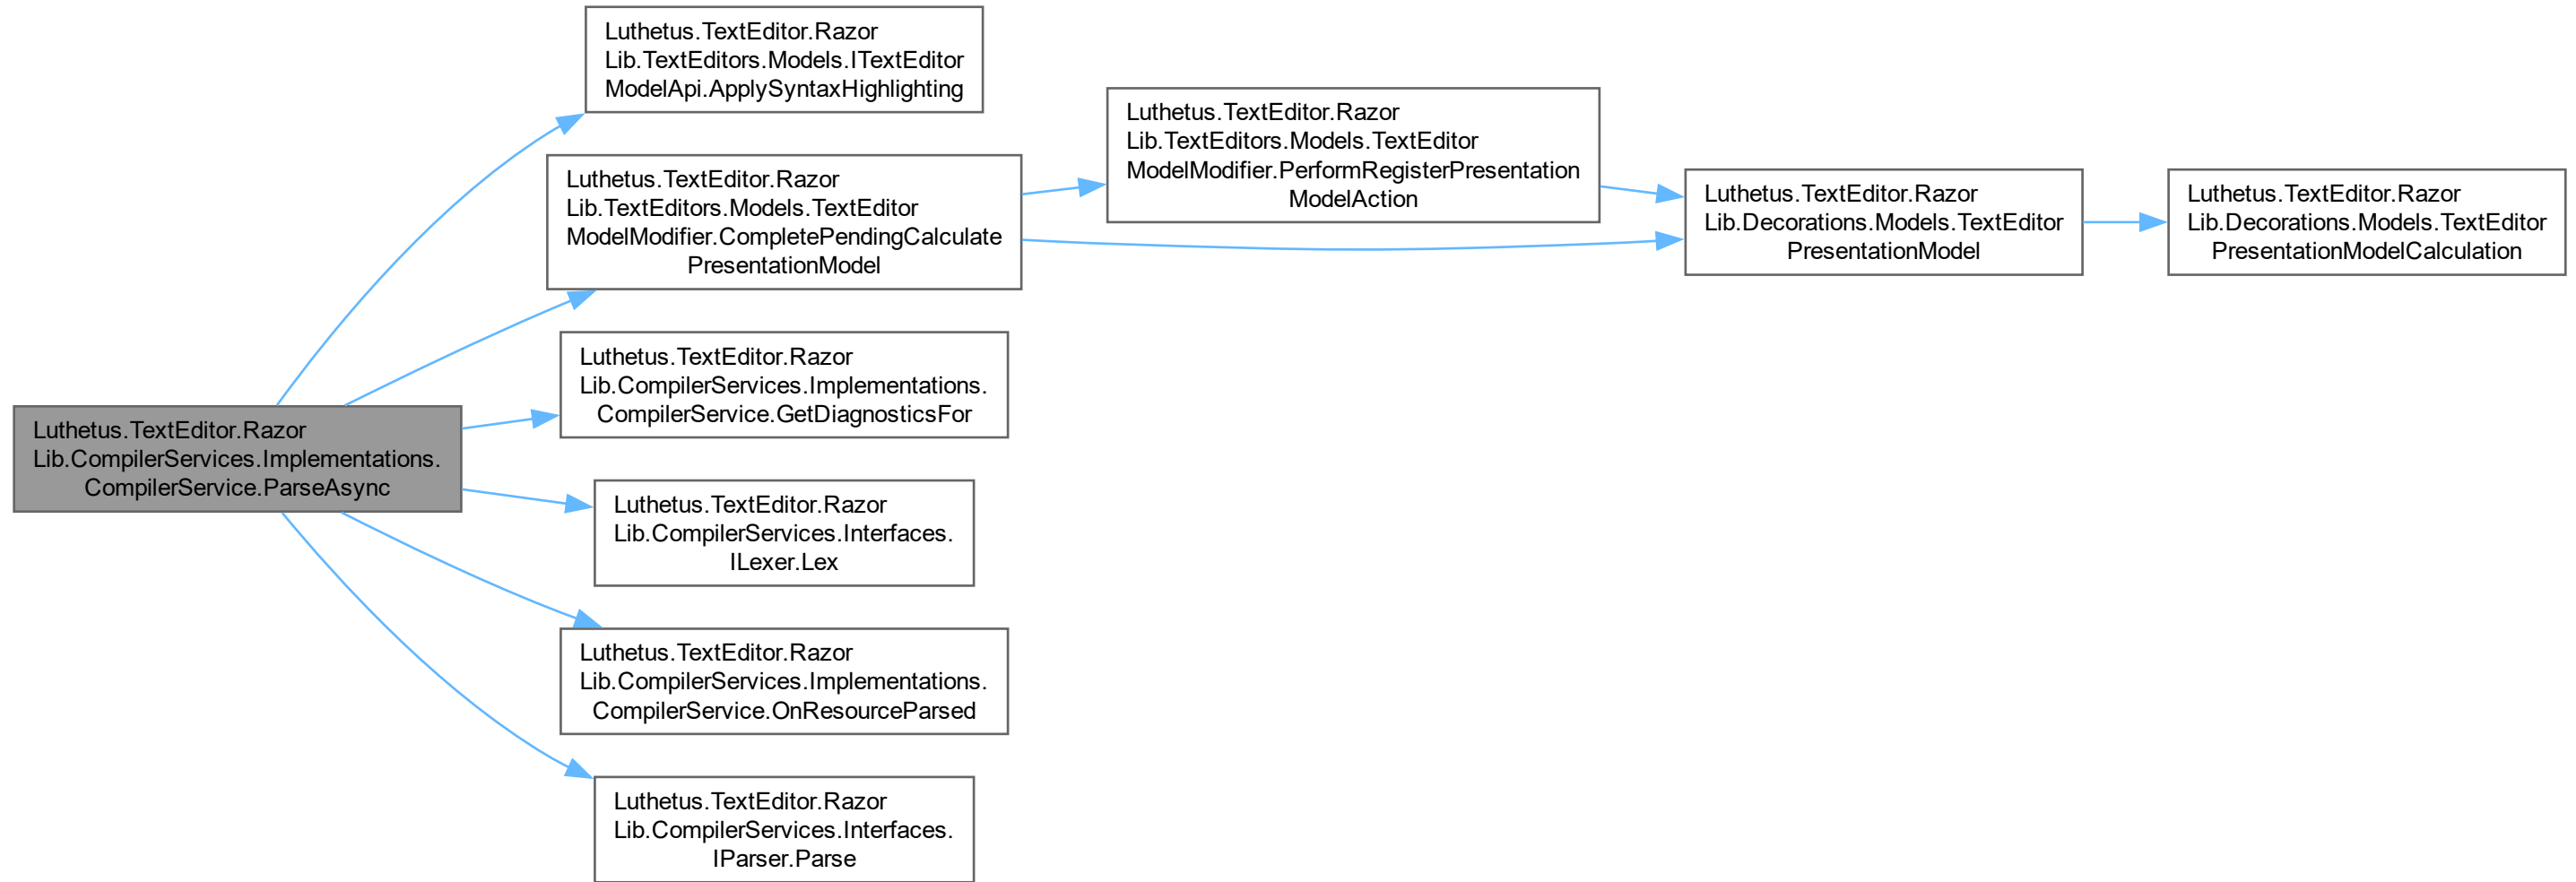 Luthetus.TextEditor.Razor
Lib.TextEditors.Models.ITextEditor
ModelApi.ApplySyntaxHighlighting
Luthetus.TextEditor.Razor
Lib.TextEditors.Models.TextEditor
ModelModifier.CompletePendingCalculate
PresentationModel
Luthetus.TextEditor.Razor
Lib.TextEditors.Models.TextEditor
ModelModifier.PerformRegisterPresentation
ModelAction
Luthetus.TextEditor.Razor
Lib.Decorations.Models.TextEditor
PresentationModel
Luthetus.TextEditor.Razor
Lib.Decorations.Models.TextEditor
PresentationModelCalculation
Luthetus.TextEditor.Razor
Lib.CompilerServices.Implementations.
CompilerService.GetDiagnosticsFor
Luthetus.TextEditor.Razor
Lib.CompilerServices.Implementations.
CompilerService.ParseAsync
Luthetus.TextEditor.Razor
Lib.CompilerServices.Interfaces.
ILexer.Lex
Luthetus.TextEditor.Razor
Lib.CompilerServices.Implementations.
CompilerService.OnResourceParsed
Luthetus.TextEditor.Razor
Lib.CompilerServices.Interfaces.
IParser.Parse